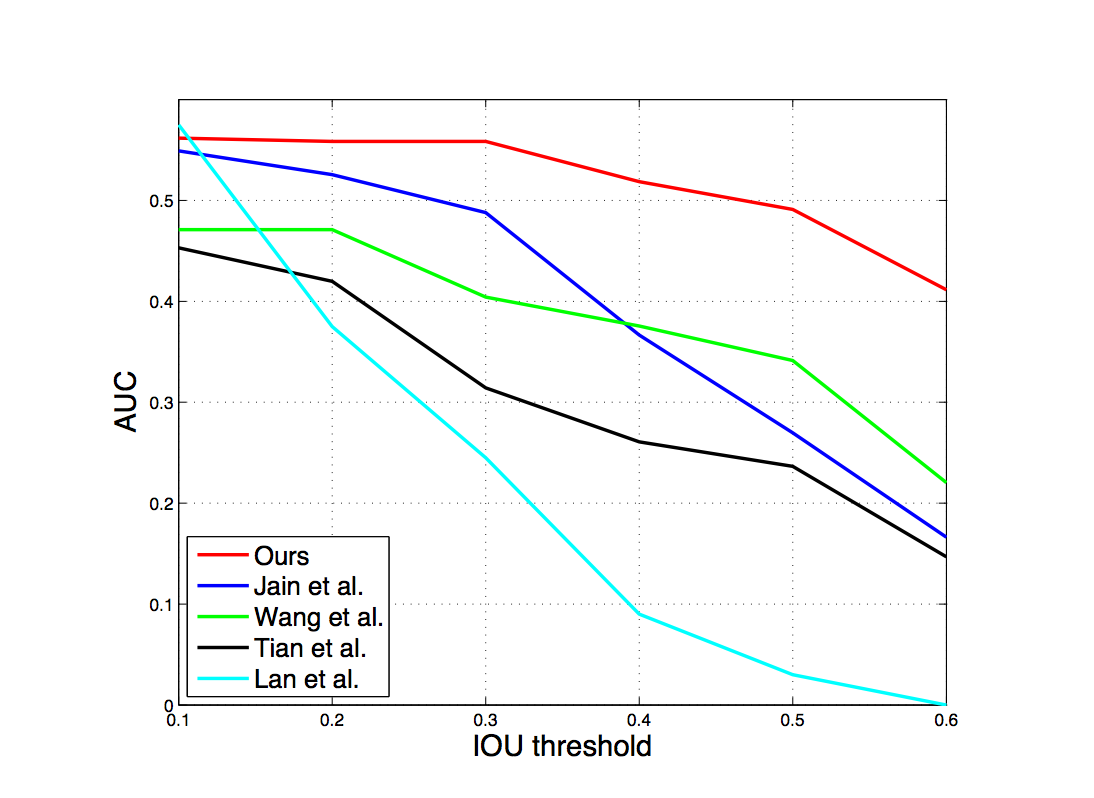 0.5
0.4
0.3
0.2
0.1
0
AUC
Ours
Jain et al.
Wang et al.
Tian et al.
Lan et al.
0.1 0.2 0.3 0.4 0.5 0.6
IOU threshold